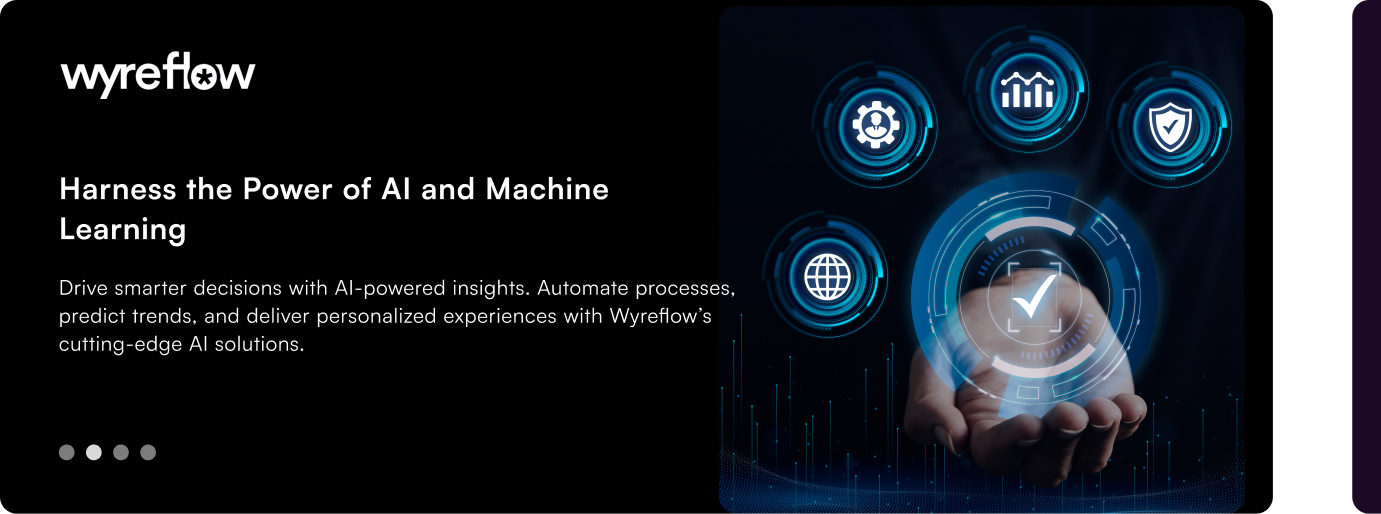 wyreflow
Harness the Power of AI and Machine
Learning
Drive smarter decisions with AI-powered insights. Automate processes,
predict trends, and deliver personalized experiences with Wyreflow’s
cutting-edge AI solutions.